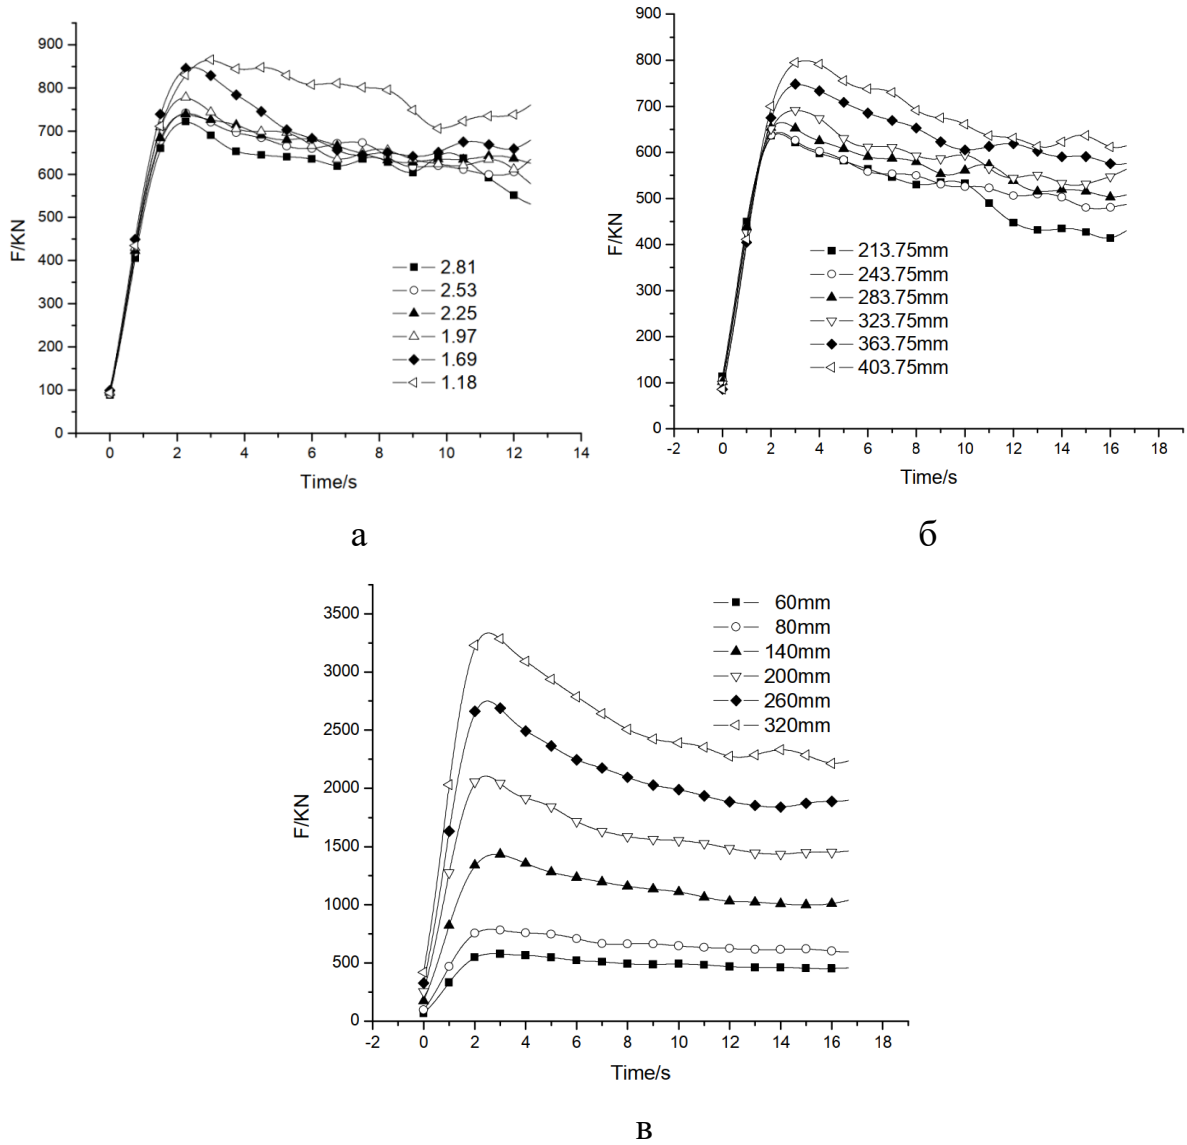 900
800
700
600
500
400
300
200
100
0
F/KN
2.81
2.53
2.25
1.97
1.69
1.18
0 2 4 6 8 10 12 14
Time/s
а
900
800
700
600
500
400
300
200
100
0
F/KN
213.75mm
243.75mm
283.75mm
323.75mm
363.75mm
403.75mm
-2 0 2 4 6 8 10 12 14 16 18
Time/s
б
3500
3000
2500
2000
1500
1000
500
0
F/KN
60mm
80mm
140mm
200mm
260mm
320mm
-2 0 2 4 6 8 10 12 14 16 18
Time/s
в